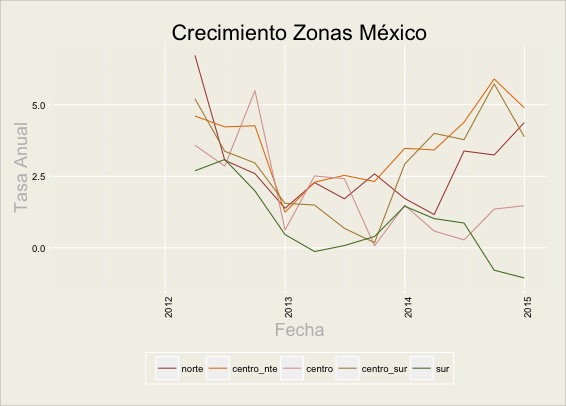 Crecimiento Zonas México
Tasa Anual
5.0
2.5
0.0
2012
2013
2014
2015
Fecha
norte centro_nte centro centro_sur sur